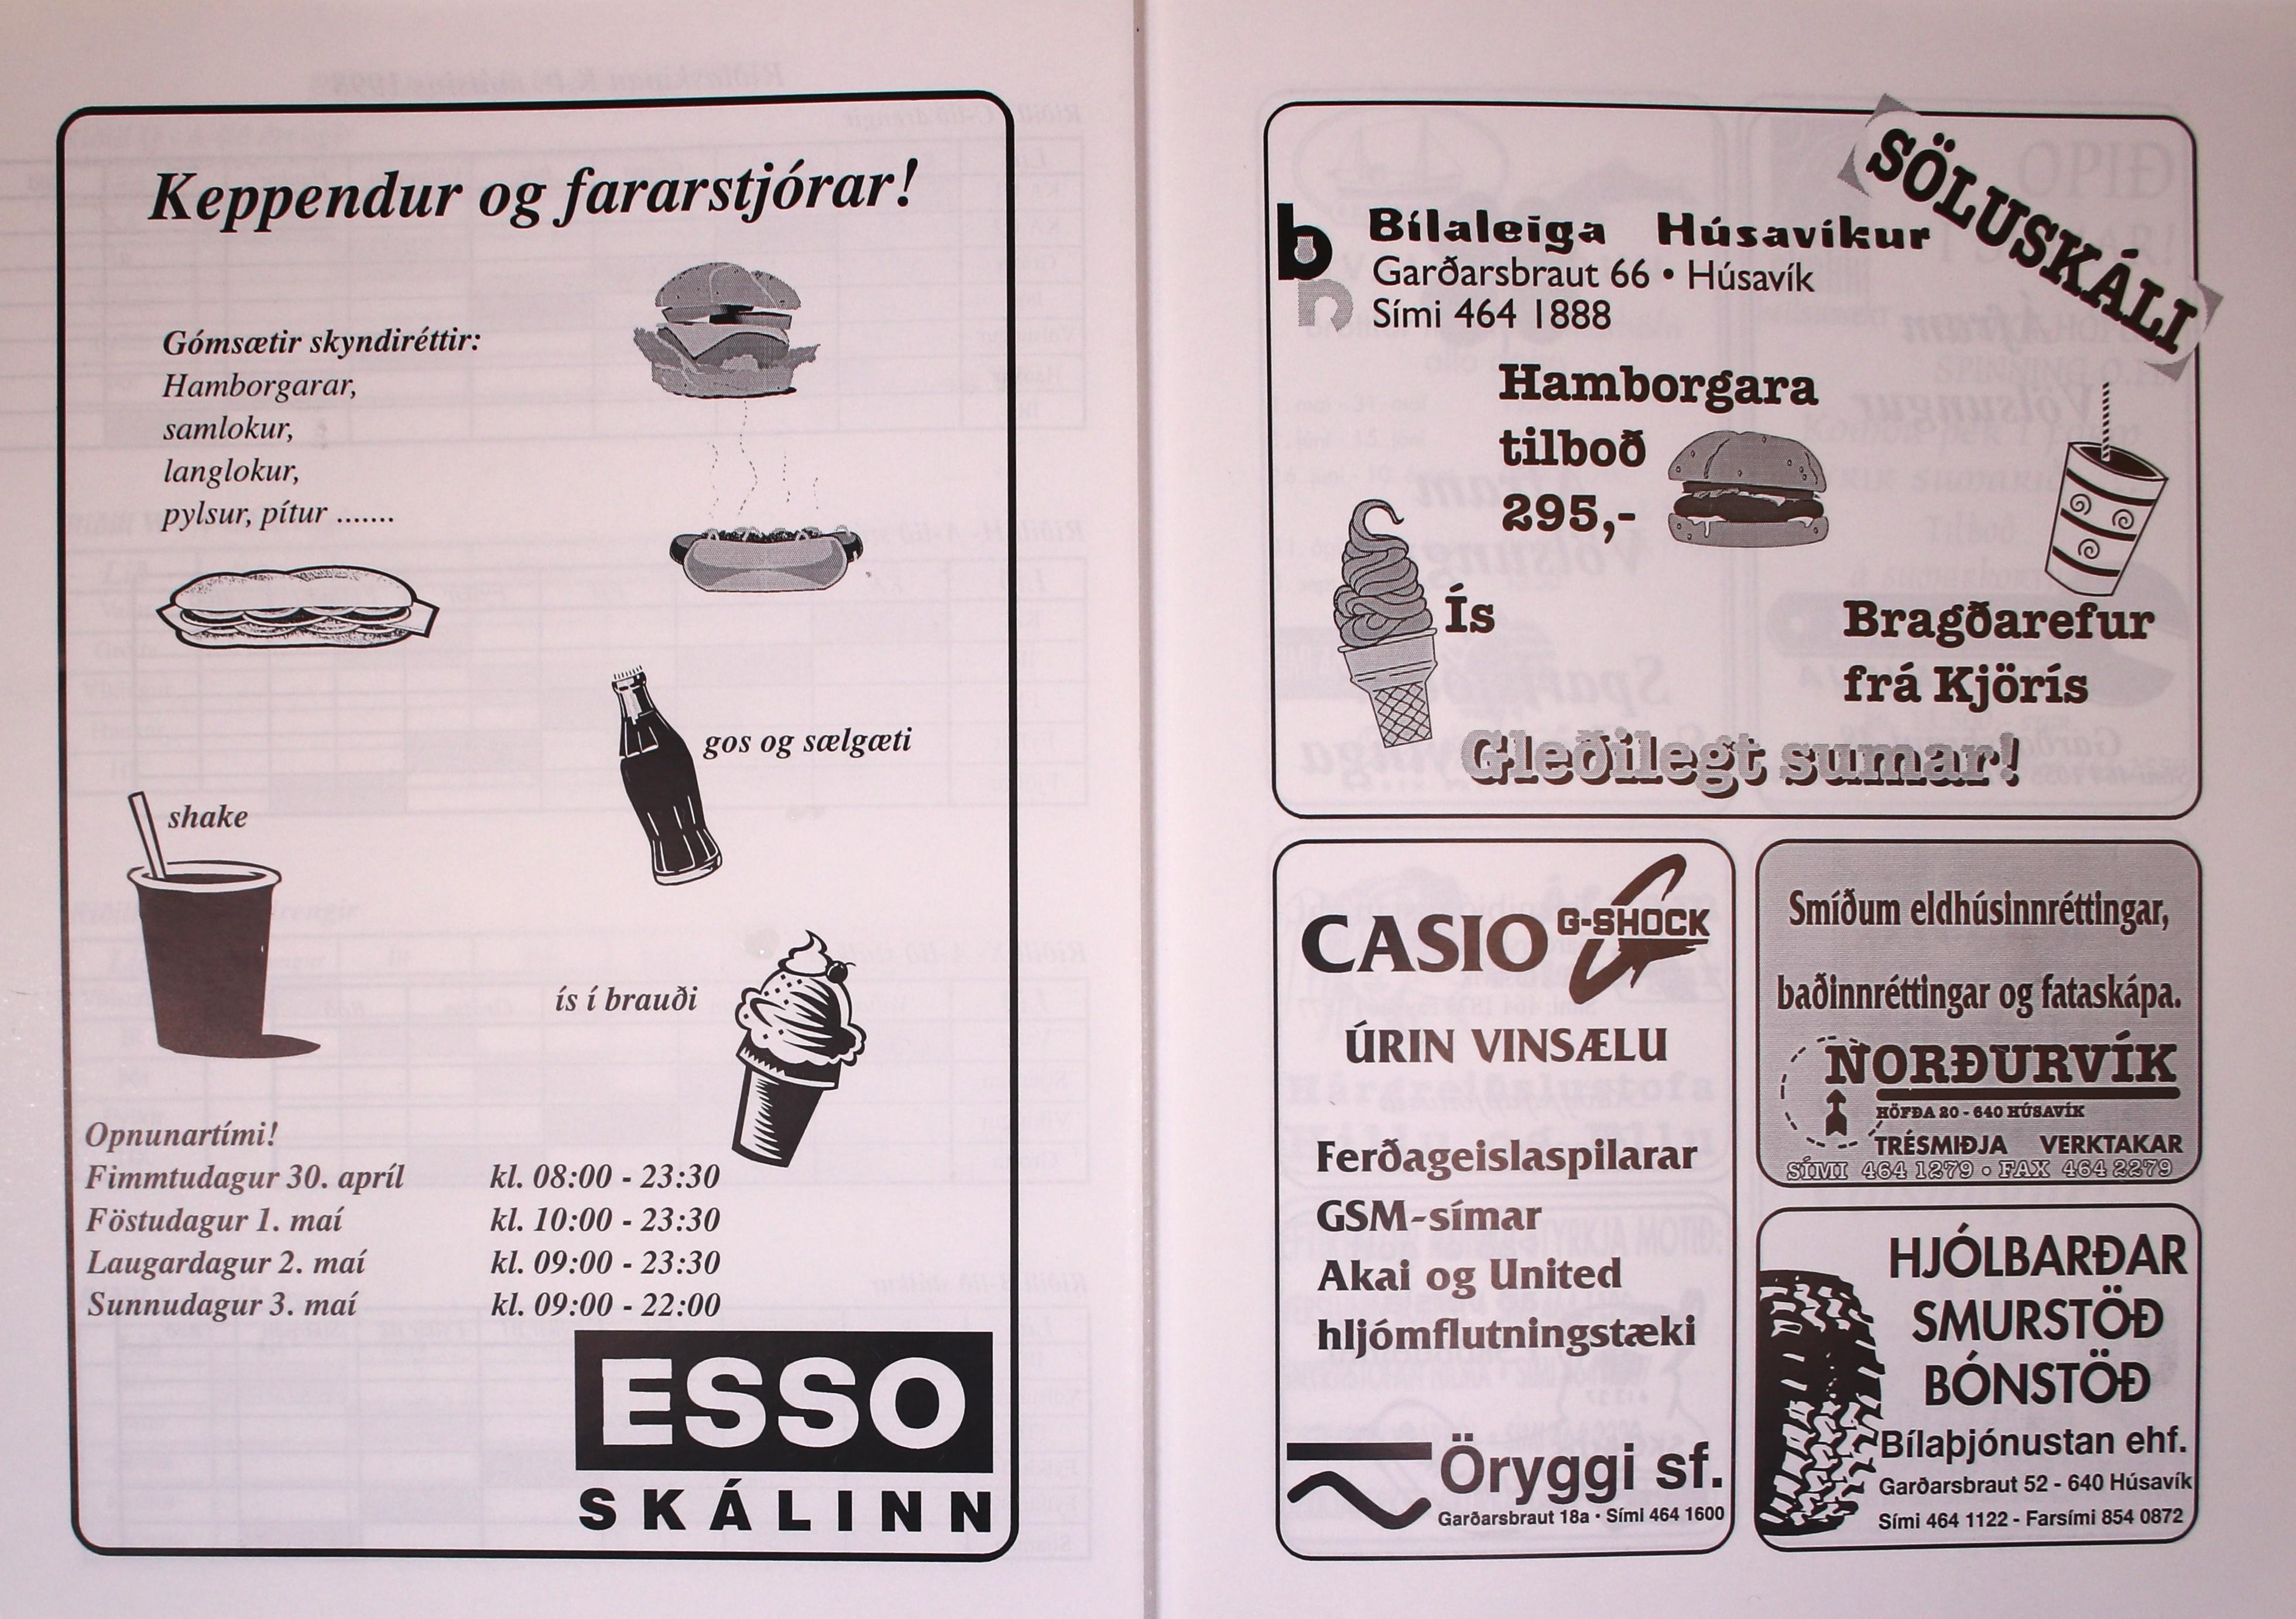 Keppendur og fararstjórar!
Gómsætir skyndiréttir:
Hamborgarar,
samlokur,
langlokur,
pylsur, pítur .......
gos og sælgæti
shake
ís í brauði
Opnunartími!
Fimmtudagur 30. apríl kl. 08:00 - 23:30
Föstudagur 1. maí kl. 10:00 - 23:30
Laugardagur 2. maí kl. 09:00 - 23:30
Sunnudagur 3. maí kl. 09:00 - 22:00
ESSO
SKÁLINN
SÖLUSKÁLI
Bílaleiga Húsavíkur
Garðarsbraut 66 • Húsavík
Sími 464 1888
Hamborgara
tilboð
295,-
Ís
Bragðarefur
frá Kjörís
Gleðilegt sumar!
CASIO G-SHOCK
ÚRIN VINSÆLU
Ferðageislaspilarar
GSM-símar
Akai og United
hljómflutningstæki
Öryggi sf.
Garðarsbraut 18a • Sími 464 1600
Smíðum eldhúsinnréttingar,
baðinnréttingar og fataskápa.
NORÐURVÍK
HÖFÐA 20 - 640 HÚSAVÍK
TRÉSMIÐJA VERKTAKAR
SÍMI 464 1279 • FAX 464 2279
HJÓLBARÐAR
SMURSTÖÐ
BÓNSTÖÐ
Bílaþjónustan ehf.
Garðarsbraut 52 - 640 Húsavík
Sími 464 1122 - Farsími 854 0872